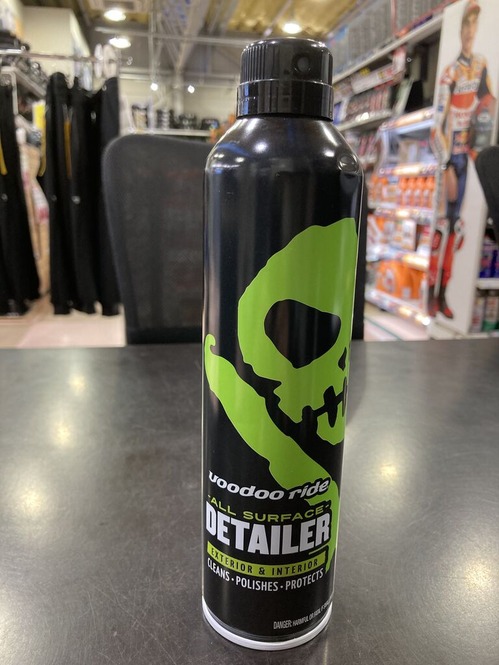 voodoo ride
-ALL SURFACE-
DETAILER
EXTERIOR & INTERIOR
CLEANS • POLISHES • PROTECTS
DANGER: HARMFUL OR FATAL IF